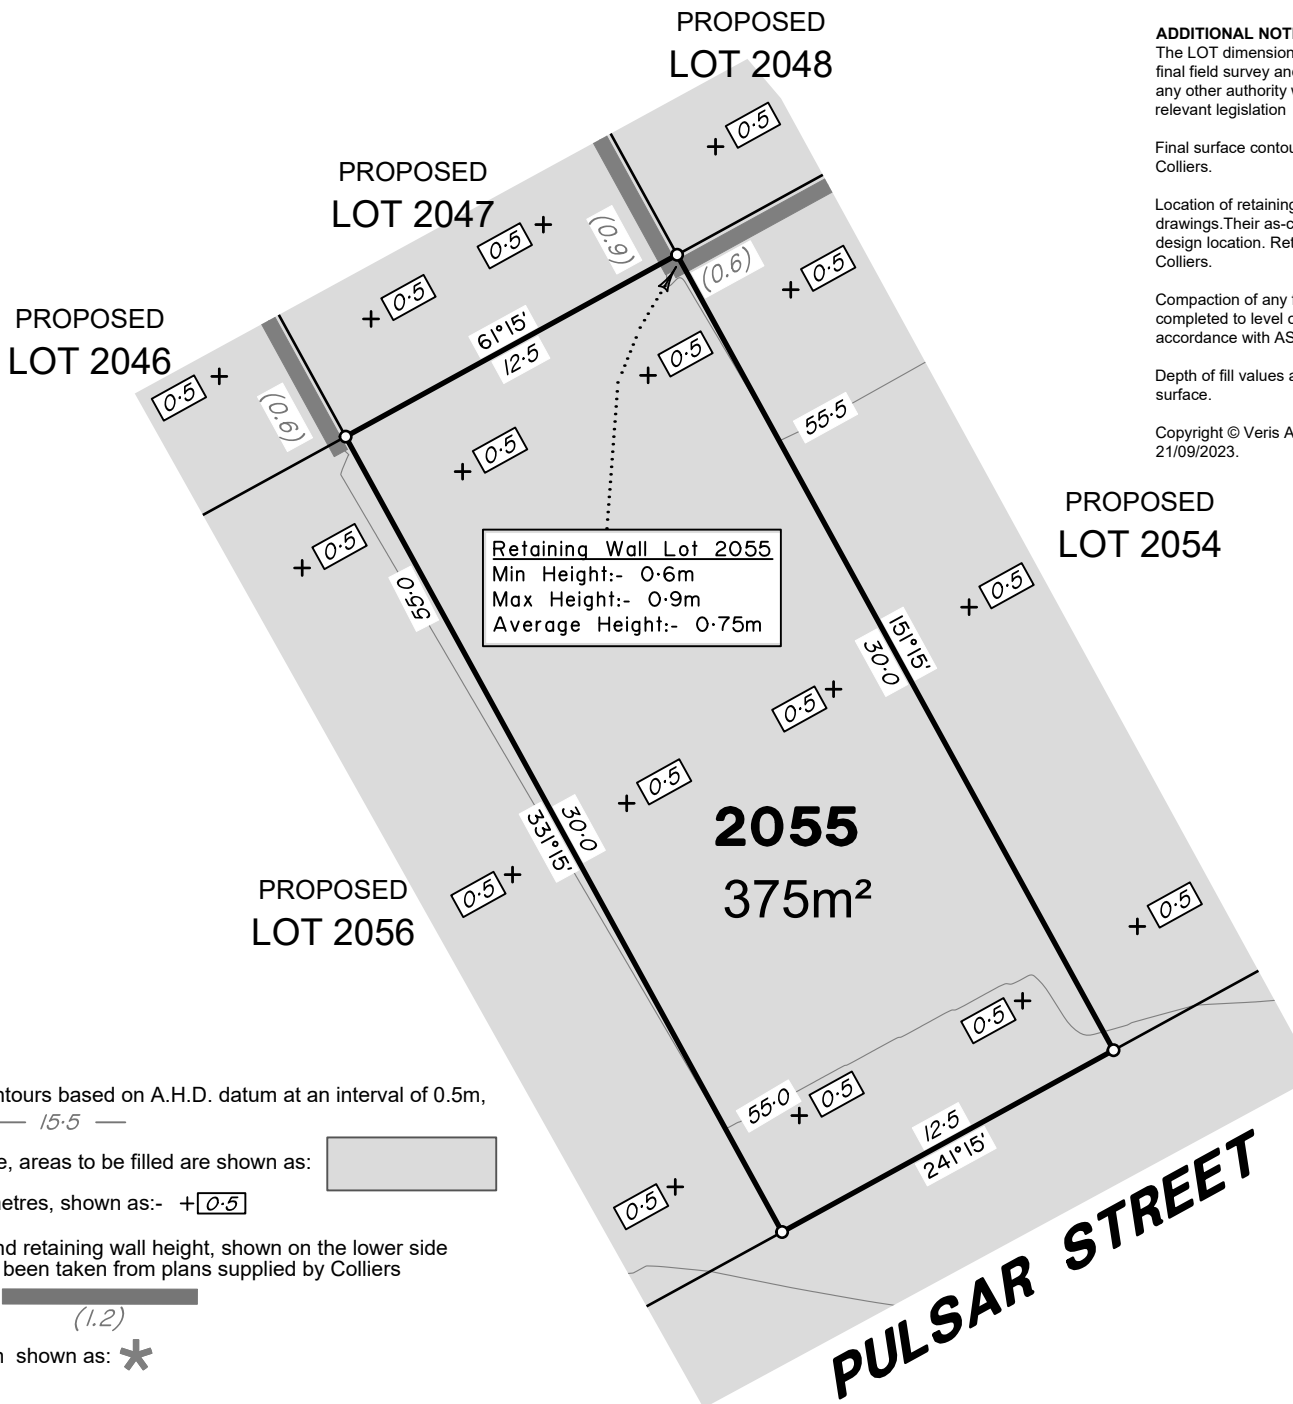 PROPOSED
LOT 2048
ADDITIONAL
The LOT dimension
final field survey
any other authority
relevant legislation
Final surface
Colliers.
Location of retaining
drawings.Their
design location.
Colliers.
Compaction of any
completed to level
accordance with AS
Depth of fill values
surface.
Copyright © Veris
21/09/2023.
PROPOSED
LOT 2047
PROPOSED
LOT 2046
PROPOSED
LOT 2054
PROPOSED
LOT 2056
0·5
0·5
(0.9)
(0.6)
0·5
0·5
61°15'
12·5
0·5
0·5
(0.6)
0·5
55·5
0·5
55·0
Retaining Wall Lot 2055
Min Height:- 0·6m
Max Height:- 0·9m
Average Height:- 0·75m
0·5
151°15'
30·0
0·5
0·5
30·0
331°15'
2055
375m²
0·5
0·5
0·5
55·0
0·5
12·5
241°15'
0·5
PULSAR STREET
based on A.H.D. datum at an interval of 0.5m,
15·5
areas to be filled are shown as:
shown as:- + 0·5
retaining wall height, shown on the lower side
been taken from plans supplied by Colliers
(1.2)
shown as: